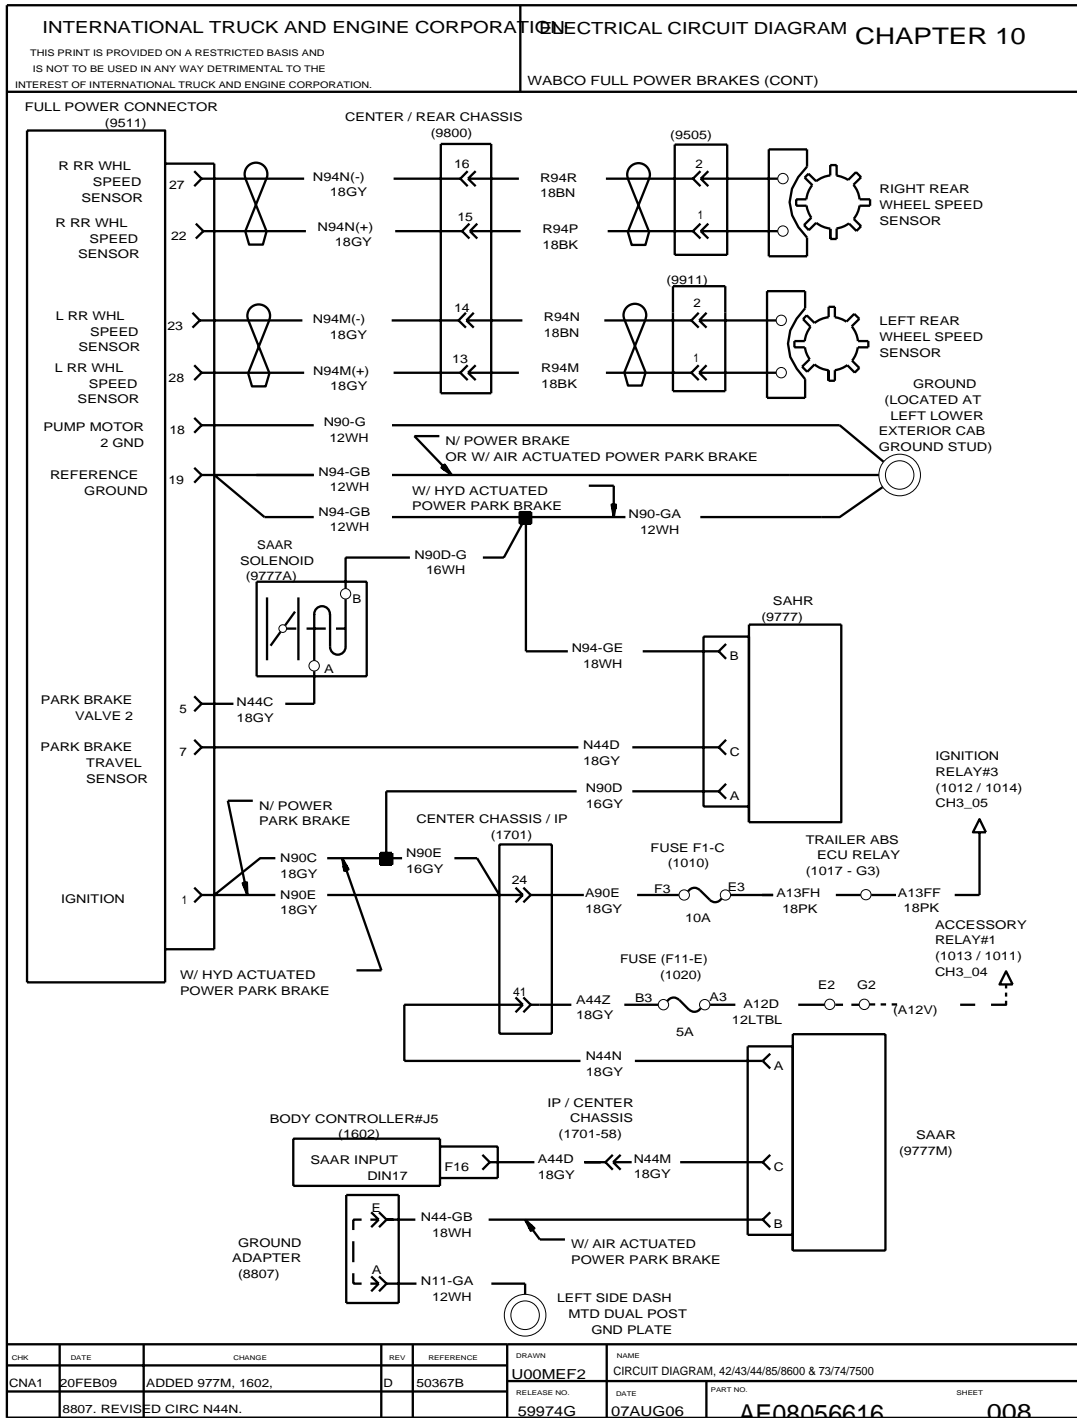 INTERNATIONAL TRUCK AND ENGINE CORPORATION
ELECTRICAL CIRCUIT DIAGRAM CHAPTER 10
THIS PRINT IS PROVIDED ON A RESTRICTED BASIS AND
IS NOT TO BE USED IN ANY WAY DETRIMENTAL TO THE
INTEREST OF INTERNATIONAL TRUCK AND ENGINE CORPORATION.
WABCO FULL POWER BRAKES (CONT)
FULL POWER CONNECTOR
(9511)
CENTER / REAR CHASSIS
(9800)
(9505)
R RR WHL
SPEED
SENSOR
27
N94N(-)
18GY
16
R94R
18BN
2
RIGHT REAR
WHEEL SPEED
SENSOR
R RR WHL
SPEED
SENSOR
22
N94N(+)
18GY
15
R94P
18BK
1
(9911)
L RR WHL
SPEED
SENSOR
23
N94M(-)
18GY
14
R94N
18BN
2
LEFT REAR
WHEEL SPEED
SENSOR
L RR WHL
SPEED
SENSOR
28
N94M(+)
18GY
13
R94M
18BK
1
GROUND
(LOCATED AT
LEFT LOWER
EXTERIOR CAB
GROUND STUD)
PUMP MOTOR
2 GND
18
N90-G
12WH
N/ POWER BRAKE
OR W/ AIR ACTUATED POWER PARK BRAKE
REFERENCE
GROUND
19
N94-GB
12WH
W/ HYD ACTUATED
POWER PARK BRAKE
N94-GB
12WH
N90-GA
12WH
SAAR
SOLENOID
(9777A)
N90D-G
16WH
B
A
SAHR
(9777)
N94-GE
18WH
B
PARK BRAKE
VALVE 2
5
N44C
18GY
PARK BRAKE
TRAVEL
SENSOR
7
N44D
18GY
C
N90D
16GY
A
IGNITION
RELAY#3
(1012 / 1014)
CH3_05
N/ POWER
PARK BRAKE
CENTER CHASSIS / IP
(1701)
FUSE F1-C
(1010)
TRAILER ABS
ECU RELAY
(1017 - G3)
N90C
18GY
N90E
16GY
IGNITION
1
N90E
18GY
24
A90E
18GY
F3
E3
10A
A13FH
18PK
A13FF
18PK
ACCESSORY
RELAY#1
(1013 / 1011)
CH3_04
W/ HYD ACTUATED
POWER PARK BRAKE
FUSE (F11-E)
(1020)
41
A44Z
18GY
B3
A3
5A
A12D
12LTBL
E2
G2
(A12V)
N44N
18GY
A
BODY CONTROLLER#J5
(1602)
IP / CENTER
CHASSIS
(1701-58)
SAAR
(9777M)
SAAR INPUT
DIN17
F16
A44D
18GY
N44M
18GY
C
GROUND
ADAPTER
(8807)
E
N44-GB
18WH
B
W/ AIR ACTUATED
POWER PARK BRAKE
A
N11-GA
12WH
LEFT SIDE DASH
MTD DUAL POST
GND PLATE
CHK DATE CHANGE REV REFERENCE DRAWN NAME
CNA1 20FEB09 ADDED 977M, 1602, D 50367B U00MEF2 CIRCUIT DIAGRAM, 42/43/44/85/8600 & 73/74/7500
RELEASE NO. DATE PART NO. SHEET
8807. REVISED CIRC N44N. 59974G 07AUG06 AE08056616 008